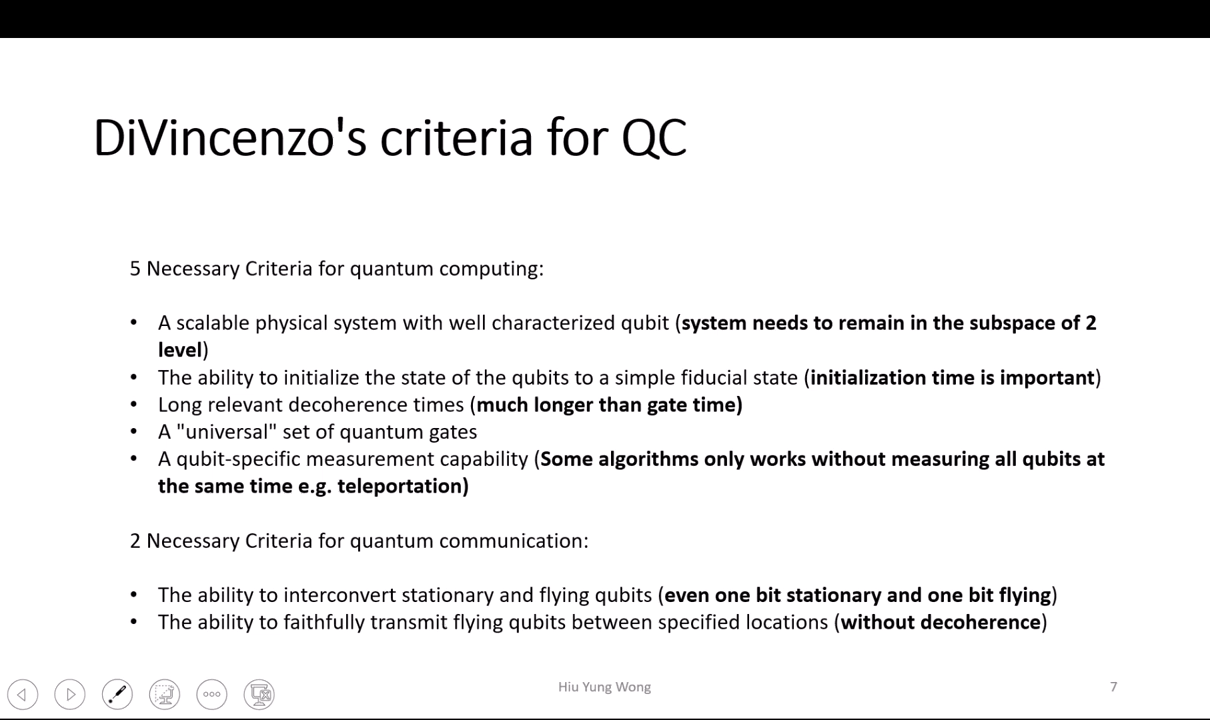 DiVincenzo's criteria for QC
5 Necessary Criteria for quantum computing:
• A scalable physical system with well characterized qubit (system needs to remain in the subspace of 2
level)
• The ability to initialize the state of the qubits to a simple fiducial state (initialization time is important)
• Long relevant decoherence times (much longer than gate time)
• A "universal" set of quantum gates
• A qubit-specific measurement capability (Some algorithms only works without measuring all qubits at
the same time e.g. teleportation)
2 Necessary Criteria for quantum communication:
• The ability to interconvert stationary and flying qubits (even one bit stationary and one bit flying)
• The ability to faithfully transmit flying qubits between specified locations (without decoherence)
Hiu Yung Wong
7